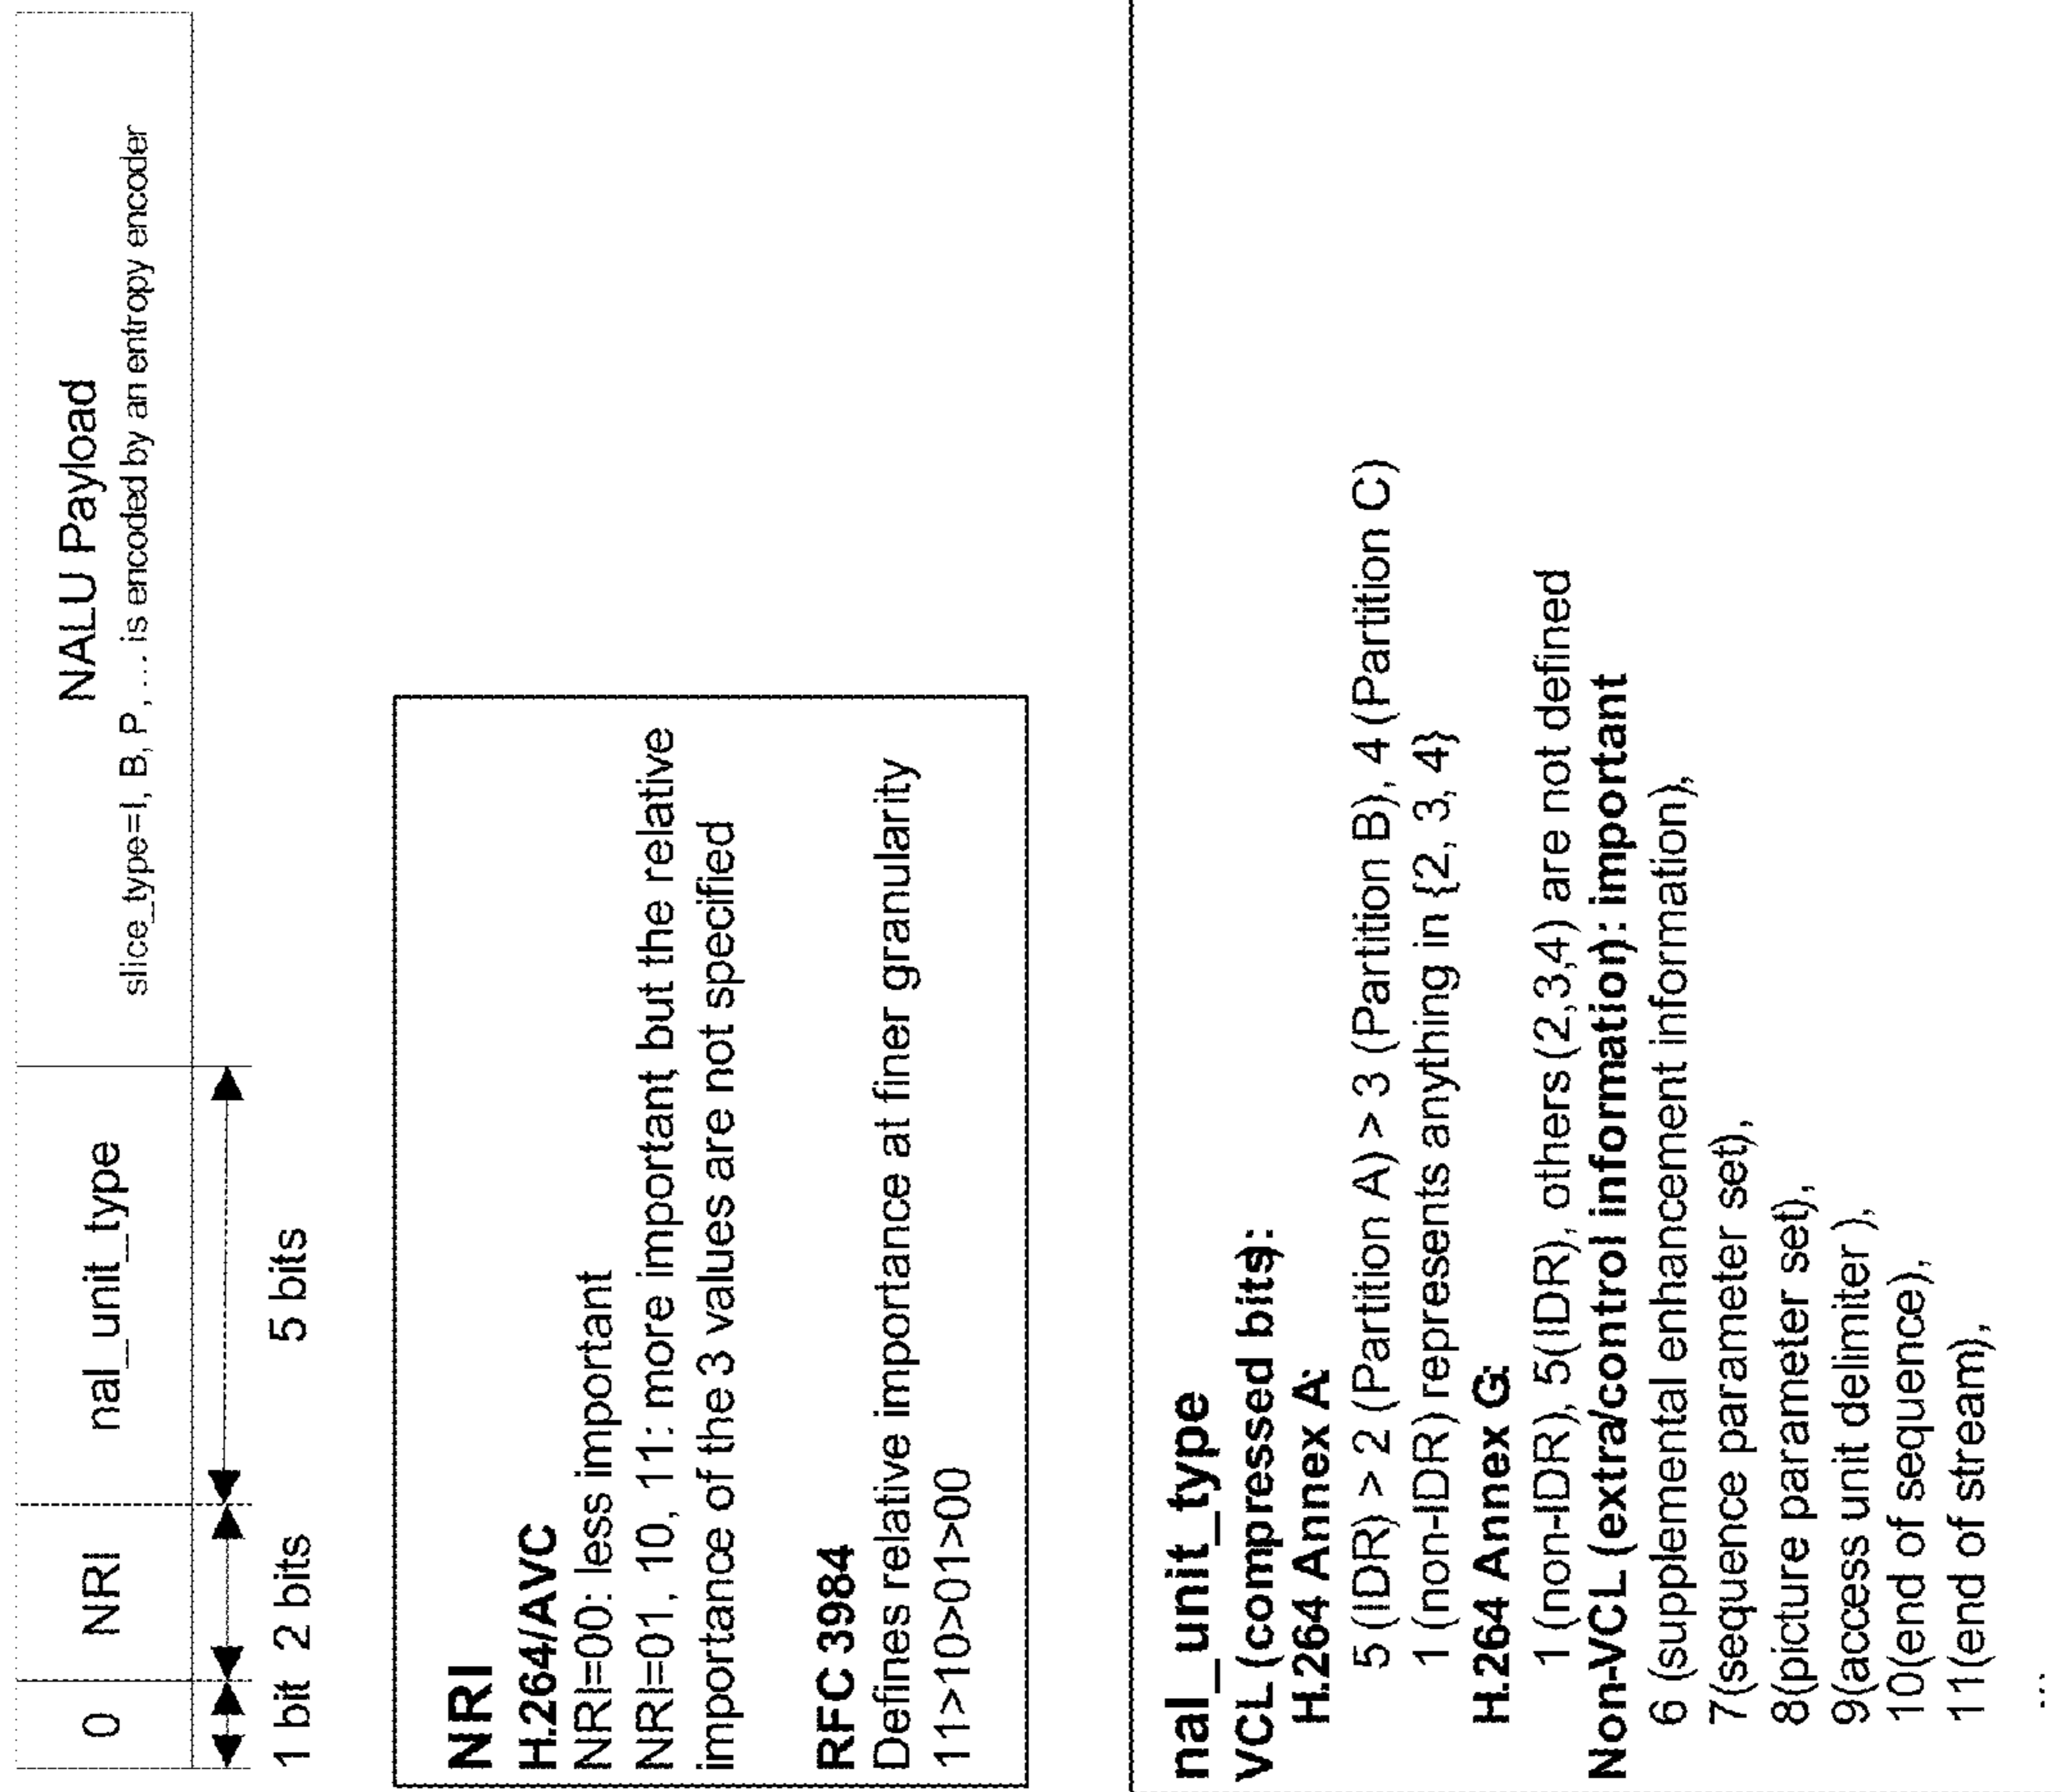 0 NRI nal_unit_type NALU Payload
slice_type=I, B, P, ... is encoded by an entropy encoder
1 bit 2 bits 5 bits
NRI
H.264/AVC
NRI=00: less important
NRI=01, 10, 11: more important, but the relative
importance of the 3 values are not specified
RFC 3984
Defines relative importance at finer granularity
11>10>01>00
nal_unit_type
VCL (compressed bits):
H.264 Annex A:
5 (IDR) > 2 (Partition A) > 3 (Partition B), 4 (Partition C)
1 (non-IDR) represents anything in {2, 3, 4}
H.264 Annex G:
1 (non-IDR), 5(IDR), others (2,3,4) are not defined
Non-VCL (extra/control information): important
6 (supplemental enhancement information),
7(sequence parameter set),
8(picture parameter set),
9(access unit delimiter ),
10(end of sequence),
11(end of stream),
...